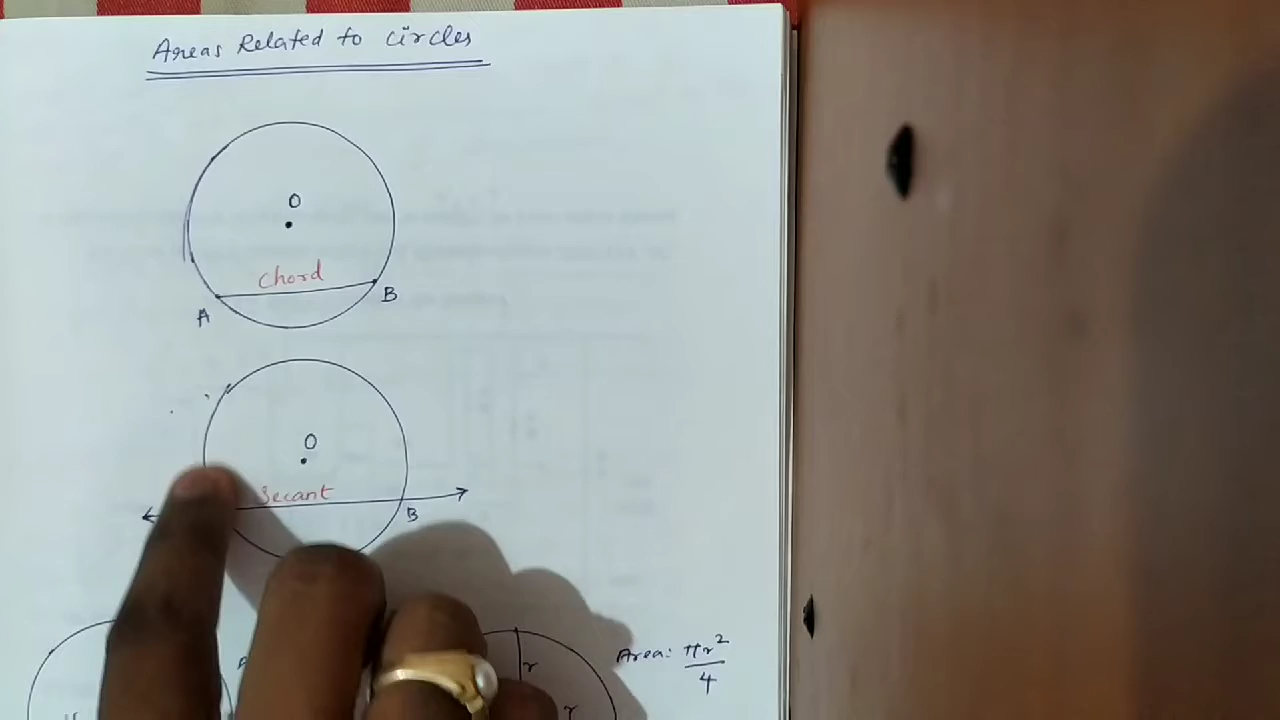 Areas Related to circles
O
chord
A
B
O
Secant
B
r
Area: πr²/4
r